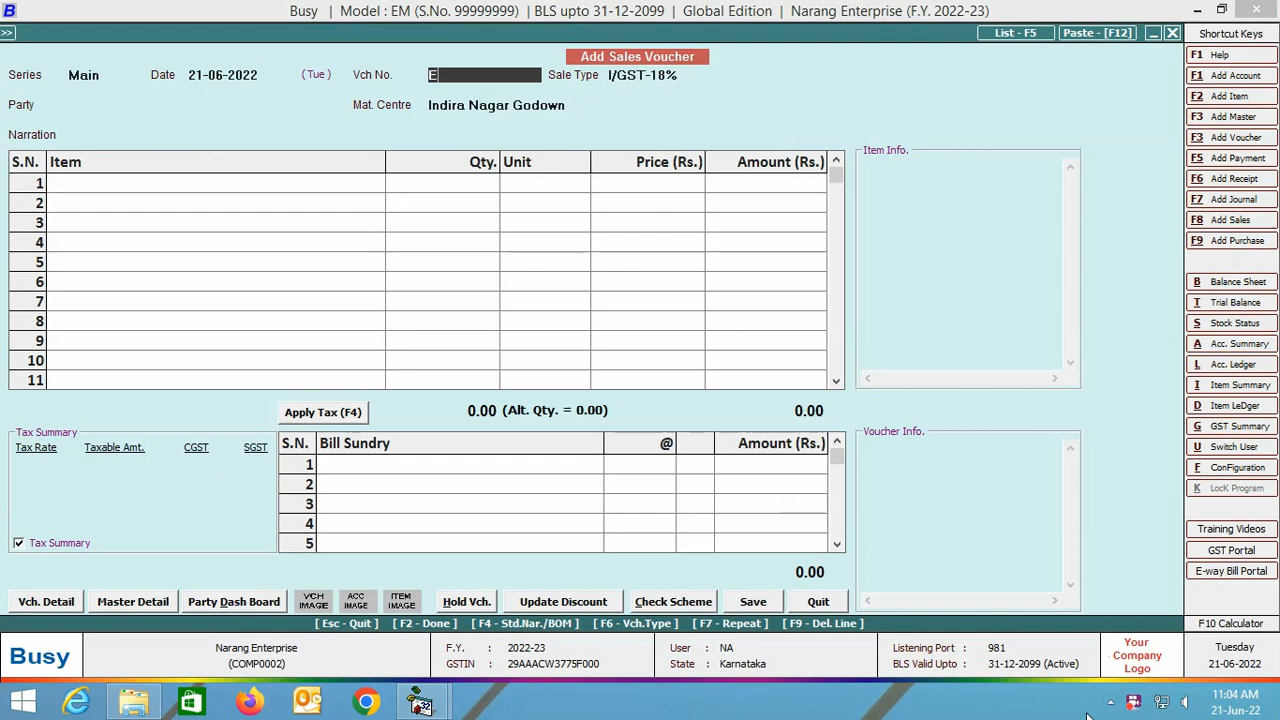 Busy Model : EM (S.No. 99999999) | BLS upto 31-12-2099 | Global Edition | Narang Enterprise (F.Y. 2022-23)
>> List - F5 Paste - [F12] Shortcut Keys
Add Sales Voucher
Series Main Date 21-06-2022 (Tue) Vch No. E Sale Type I/GST-18%
Party Mat. Centre Indira Nagar Godown
Narration
S.N. Item Qty. Unit Price (Rs.) Amount (Rs.)
1
2
3
4
5
6
7
8
9
10
11
Item Info.
Apply Tax (F4) 0.00 (Alt. Qty. = 0.00) 0.00
Tax Summary
Tax Rate Taxable Amt. CGST SGST
Tax Summary
S.N. Bill Sundry @ Amount (Rs.)
1
2
3
4
5
0.00
Voucher Info.
Vch. Detail Master Detail Party Dash Board VCH IMAGE ACC IMAGE ITEM IMAGE Hold Vch. Update Discount Check Scheme Save Quit
[ Esc - Quit ] [ F2 - Done ] [ F4 - Std.Nar./BOM ] [ F6 - Vch.Type ] [ F7 - Repeat ] [ F9 - Del. Line ]
F1 Help
F1 Add Account
F2 Add Item
F3 Add Master
F3 Add Voucher
F5 Add Payment
F6 Add Receipt
F7 Add Journal
F8 Add Sales
F9 Add Purchase
B Balance Sheet
T Trial Balance
S Stock Status
A Acc. Summary
L Acc. Ledger
I Item Summary
D Item LeDger
G GST Summary
U Switch User
F Configuration
K LocK Program
Training Videos
GST Portal
E-way Bill Portal
F10 Calculator
Busy
Narang Enterprise
(COMP0002)
F.Y. : 2022-23
GSTIN : 29AAACW3775F000
User : NA
State : Karnataka
Listening Port : 981
BLS Valid Upto : 31-12-2099 (Active)
Your
Company
Logo
Tuesday
21-06-2022
32
11:04 AM
21-Jun-22